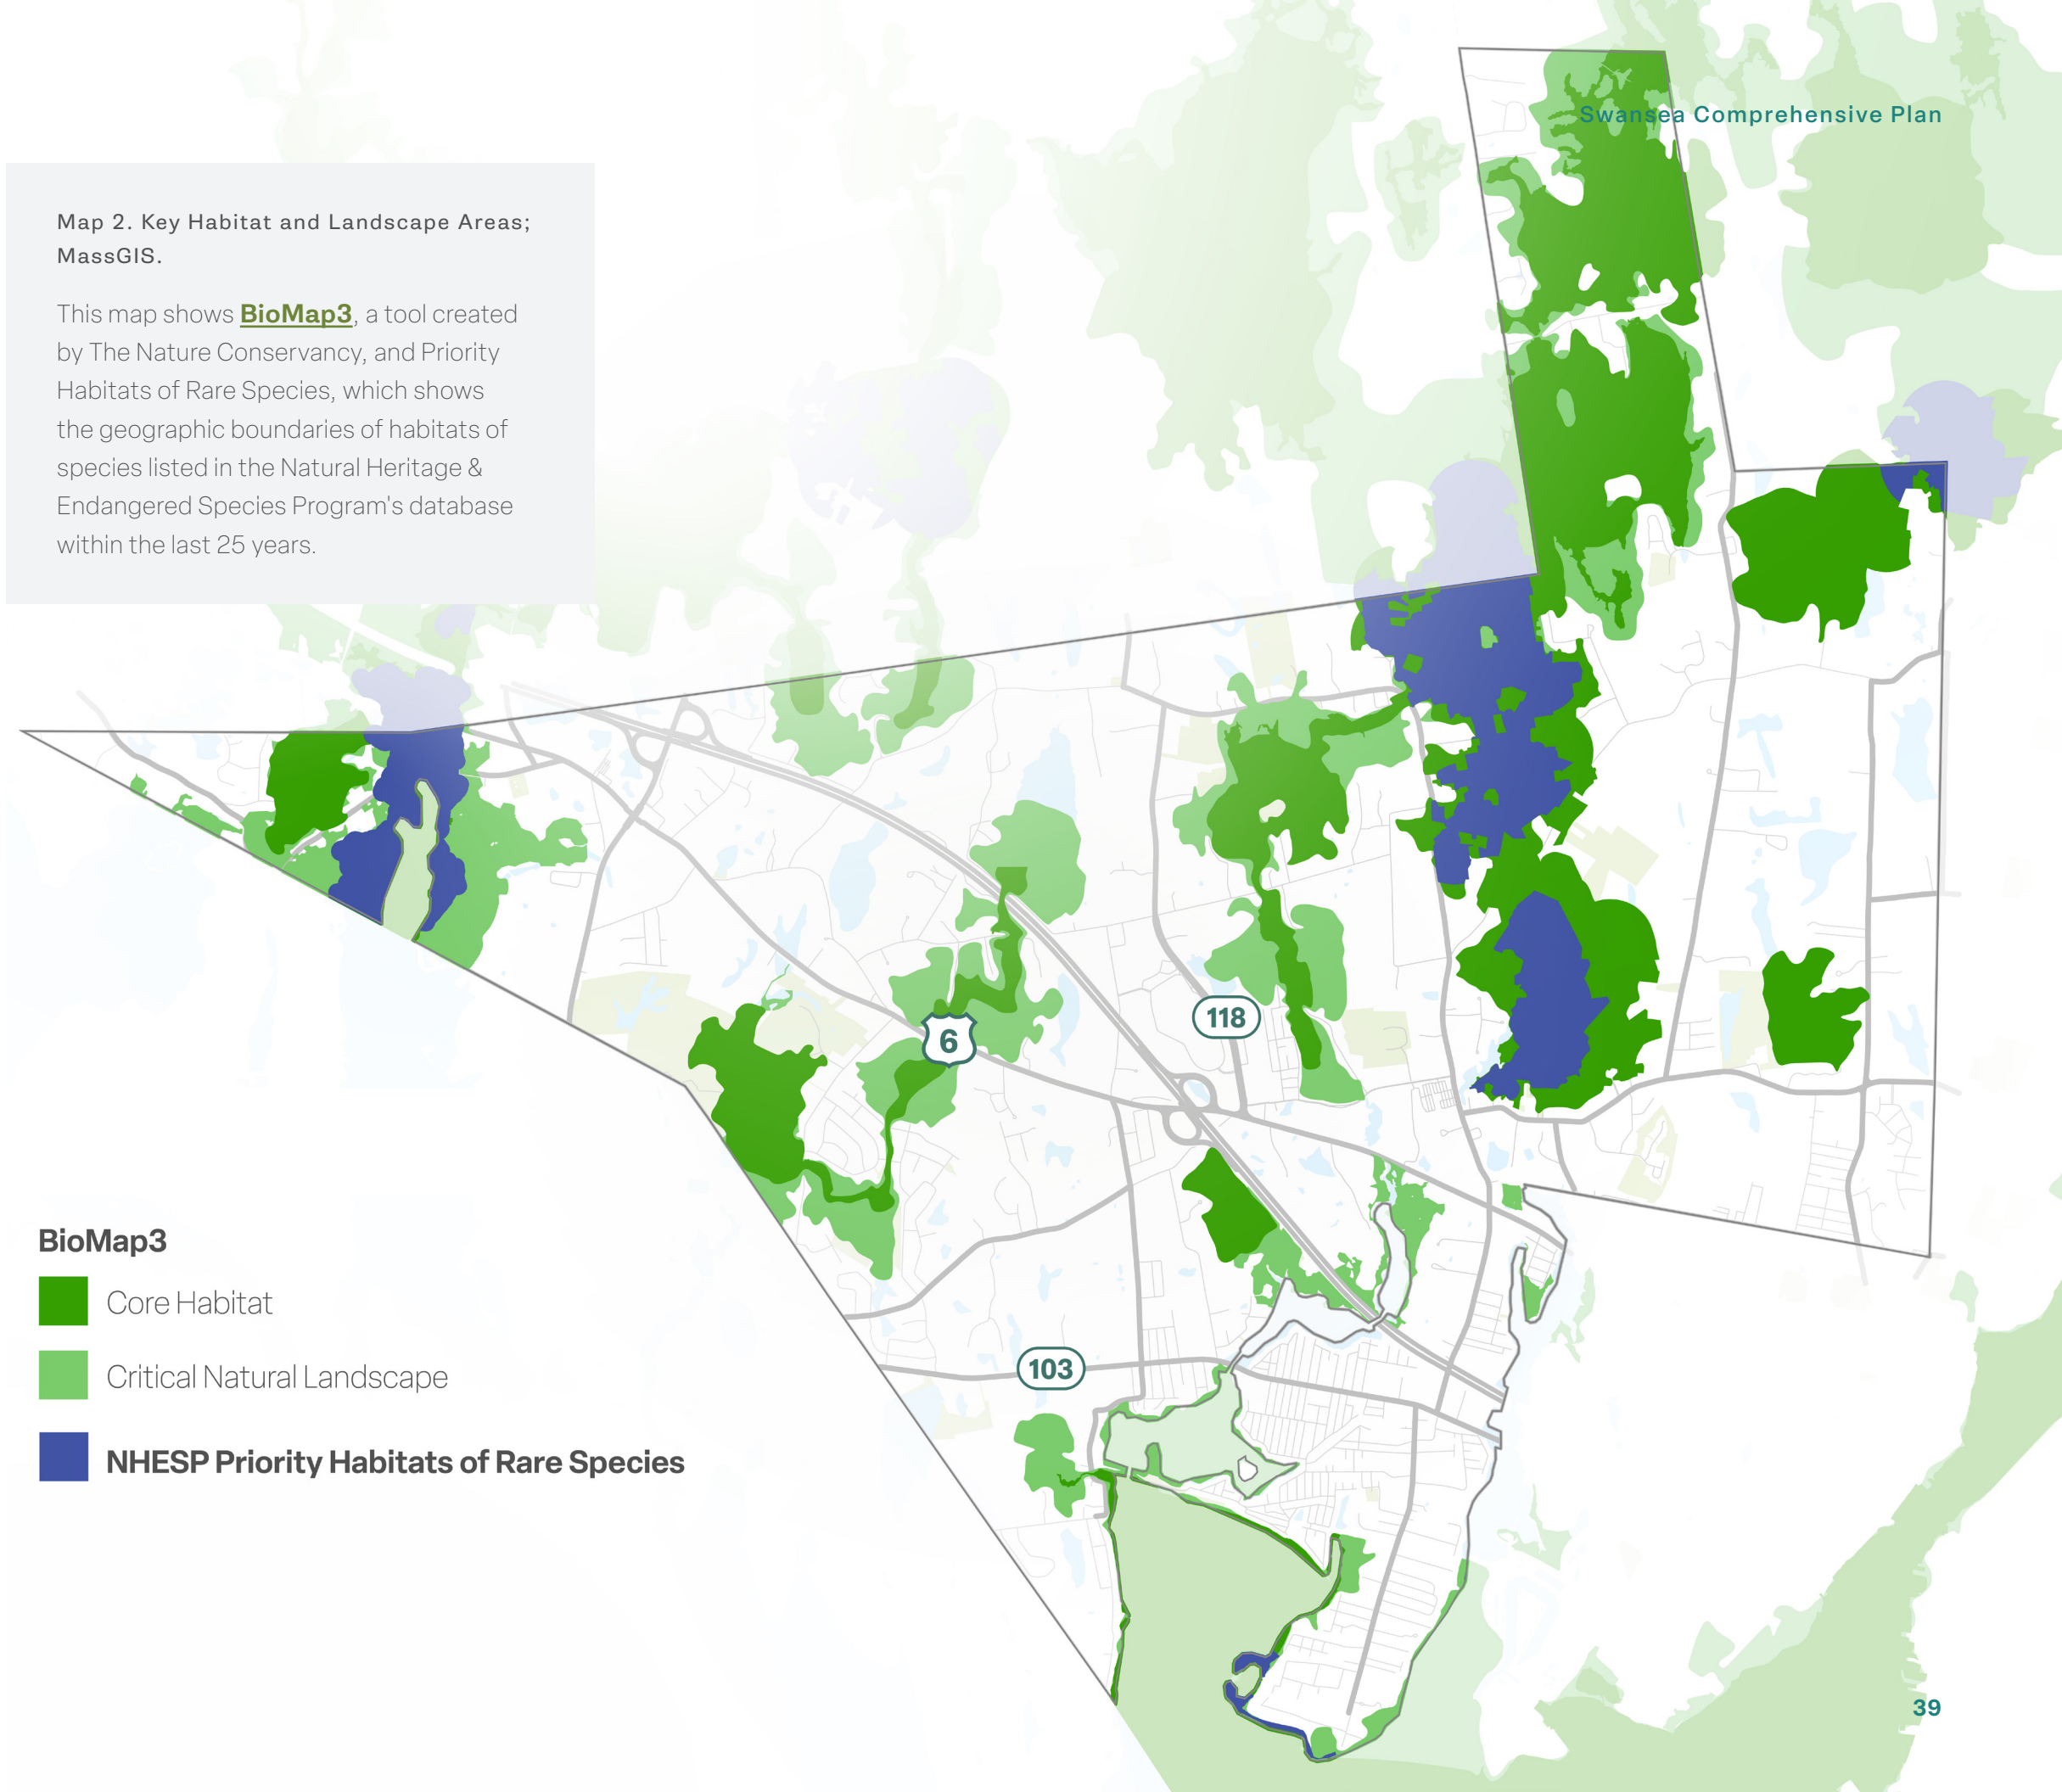 Swansea Comprehensive Plan
Map 2. Key Habitat and Landscape Areas;
MassGIS.
This map shows BioMap3, a tool created
by The Nature Conservancy, and Priority
Habitats of Rare Species, which shows
the geographic boundaries of habitats of
species listed in the Natural Heritage &
Endangered Species Program's database
within the last 25 years.
118
6
103
BioMap3
Core Habitat
Critical Natural Landscape
NHESP Priority Habitats of Rare Species
39